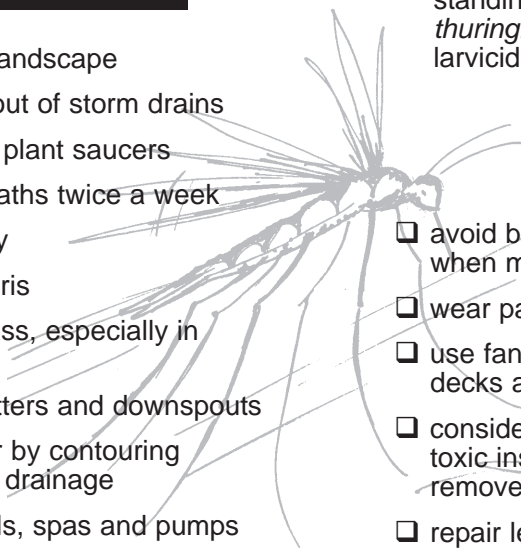 andscape
out of storm drains
plant saucers
aths twice a week
y
ris
ss, especially in
tters and downspouts
r by contouring
drainage
ls, spas and pumps
standin
thuring
larvicid
❑ avoid b
when m
❑ wear pa
❑ use fan
decks a
❑ conside
toxic ins
remove
❑ repair le